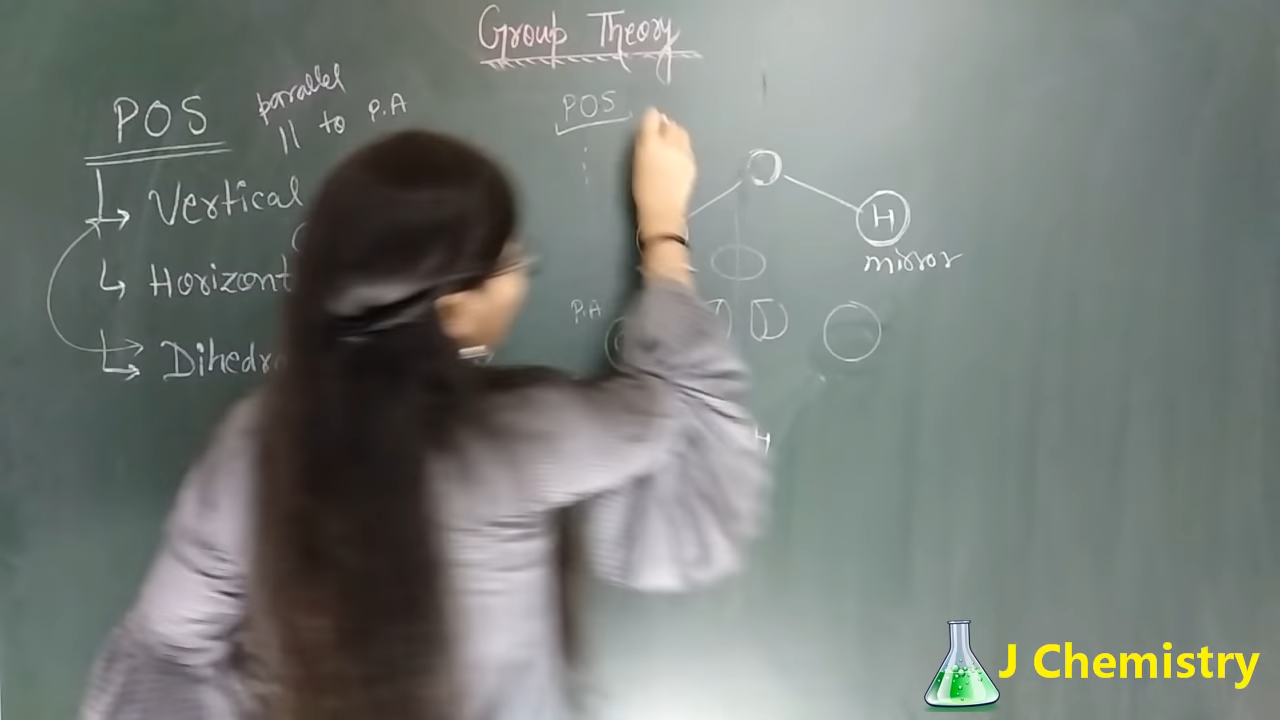 Group Theory
POS
parallel
|| to P.A
Vertical
Horizont
Dihedra
POS
H
mirror
P.A
H
J Chemistry